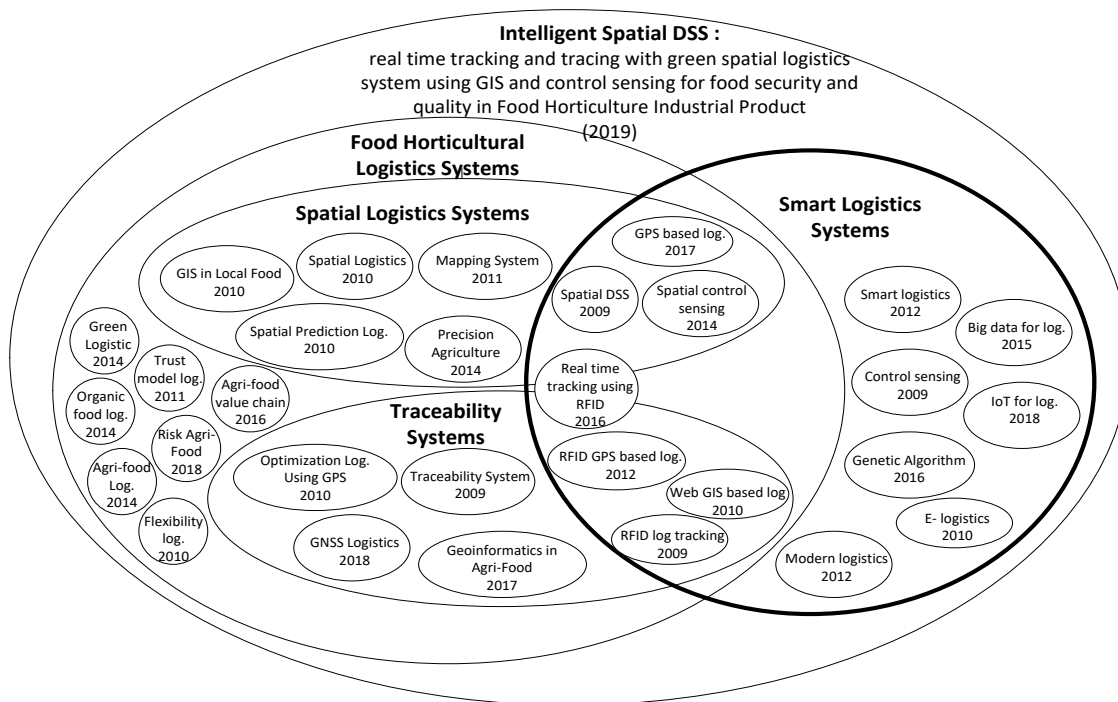 Intelligent Spatial DSS :
real time tracking and tracing with green spatial logistics
system using GIS and control sensing for food security and
quality in Food Horticulture Industrial Product
(2019)
Food Horticultural
Logistics Systems
Spatial Logistics Systems
GIS in Local Food
2010
Spatial Logistics
2010
Mapping System
2011
Spatial Prediction Log.
2010
Precision
Agriculture
2014
GPS based log.
2017
Spatial DSS
2009
Spatial control
sensing
2014
Real time
tracking using
RFID
2016
Smart Logistics
Systems
Smart logistics
2012
Big data for log.
2015
Control sensing
2009
IoT for log.
2018
Genetic Algorithm
2016
E- logistics
2010
Modern logistics
2012
Green
Logistic
2014
Trust
model log.
2011
Agri-food
value chain
2016
Organic
food log.
2014
Risk Agri-
Food
2018
Agri-food
Log.
2014
Flexibility
log.
2010
Traceability
Systems
Optimization Log.
Using GPS
2010
Traceability System
2009
GNSS Logistics
2018
Geoinformatics in
Agri-Food
2017
RFID GPS based log.
2012
Web GIS based log
2010
RFID log tracking
2009